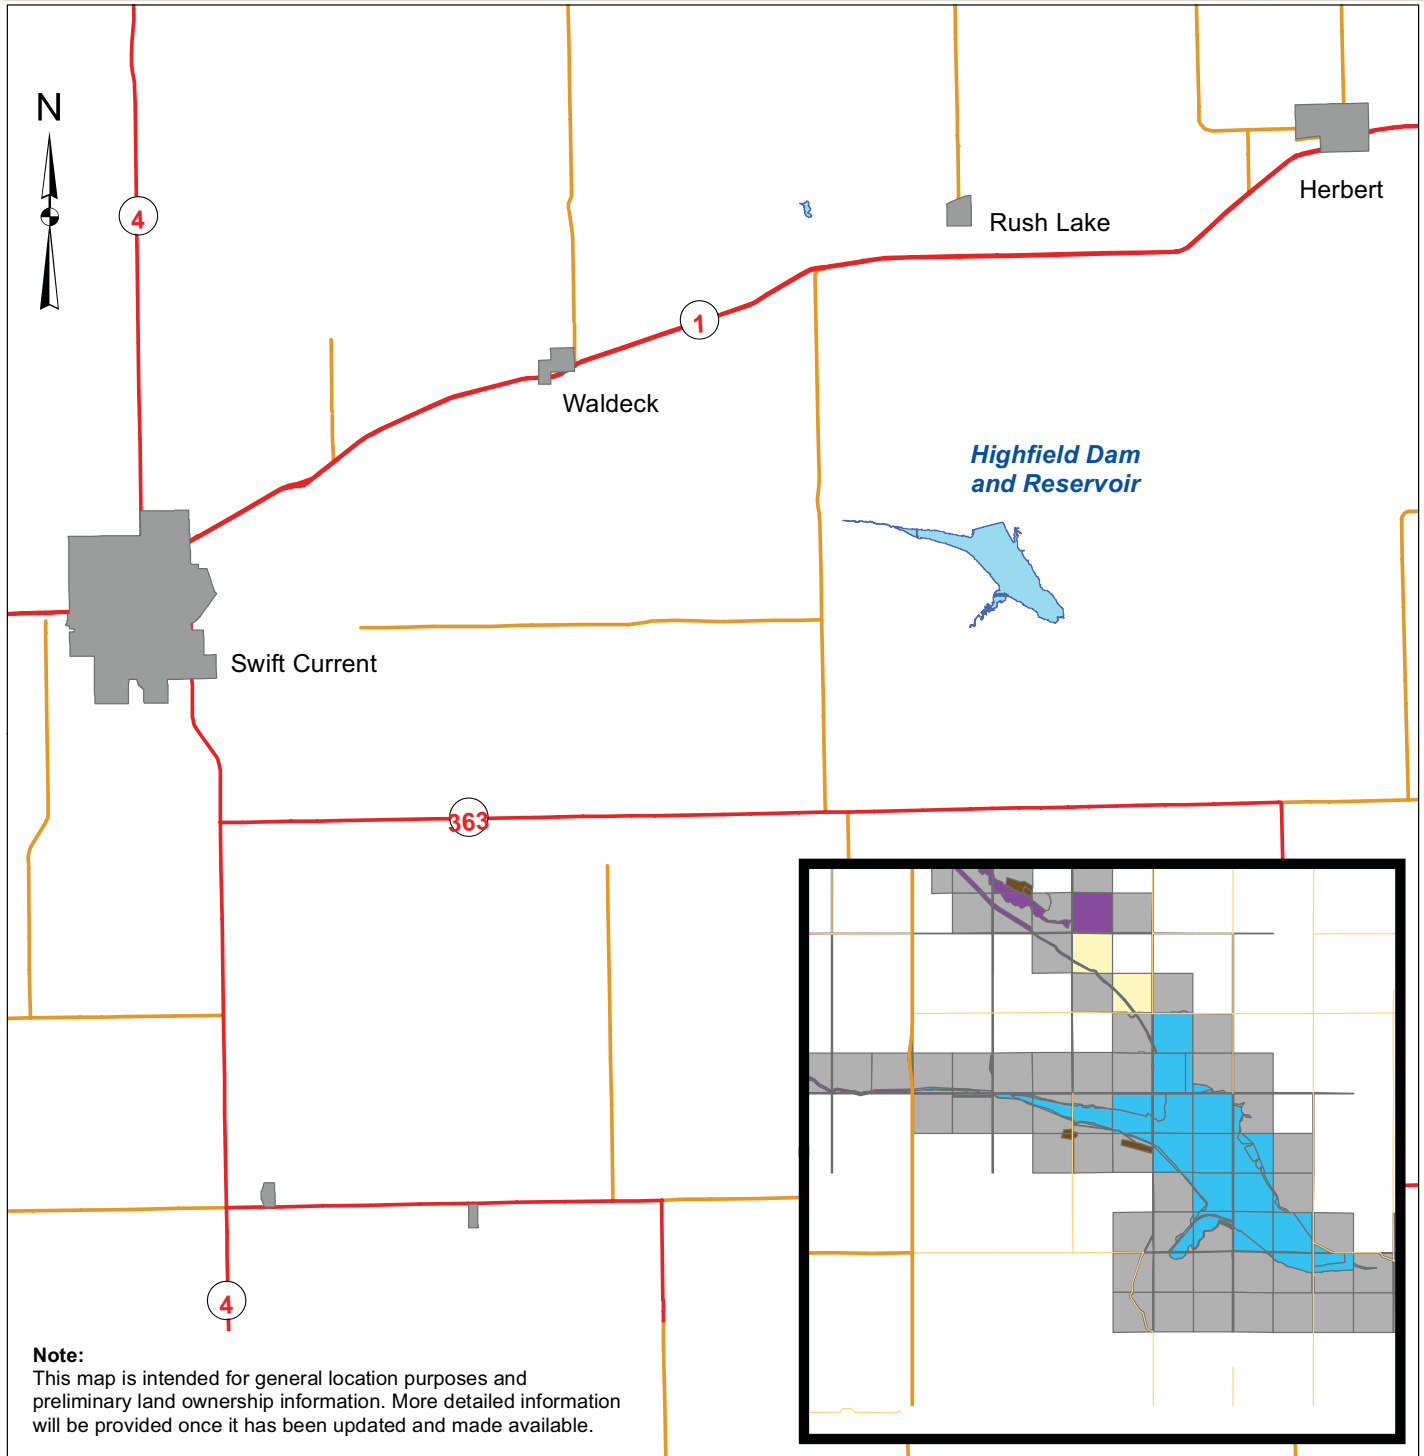 N
4
Herbert
Rush Lake
1
Waldeck
Highfield Dam
and Reservoir
Swift Current
363
4
Note:
This map is intended for general location purposes and
preliminary land ownership information. More detailed information
will be provided once it has been updated and made available.